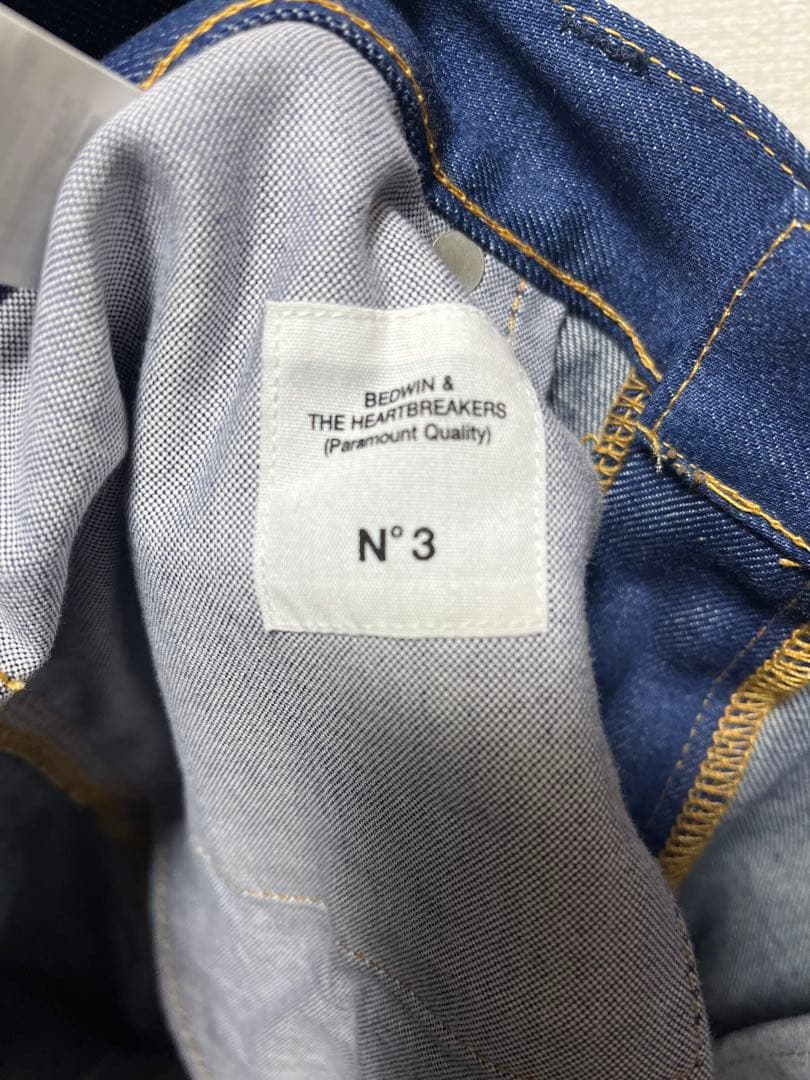 BEDWIN &
THE HEARTBREAKERS
(Paramount Quality)
N° 3